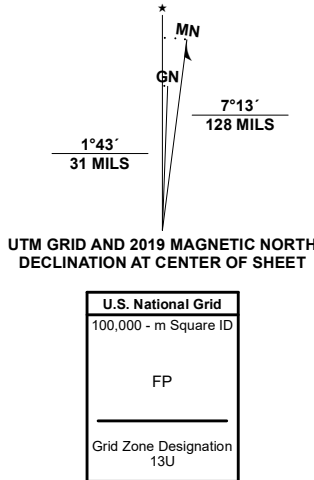 ★
MN
GN
7°13´
128 MILS
1°43´
31 MILS
UTM GRID AND 2019 MAGNETIC NORTH
DECLINATION AT CENTER OF SHEET
U.S. National Grid
100,000 - m Square ID
FP
Grid Zone Designation
13U